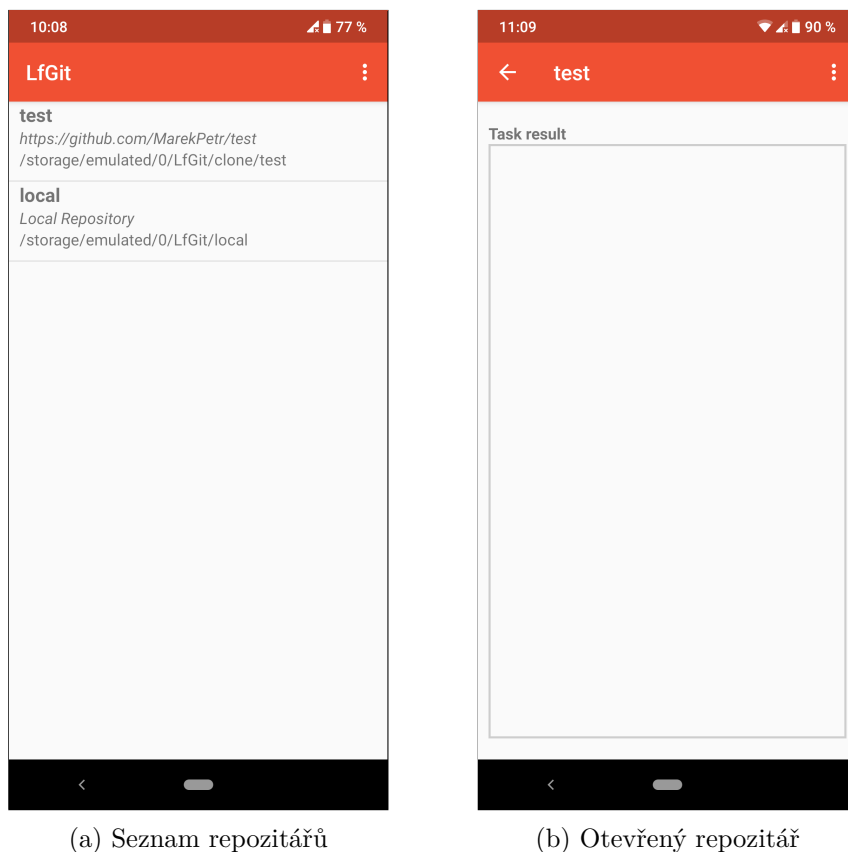 10:08 77 %
LfGit
test
https://github.com/MarekPetr/test
/storage/emulated/0/LfGit/clone/test
local
Local Repository
/storage/emulated/0/LfGit/local
(a) Seznam repozitářů
11:09 90 %
test
Task result
(b) Otevřený repozitář